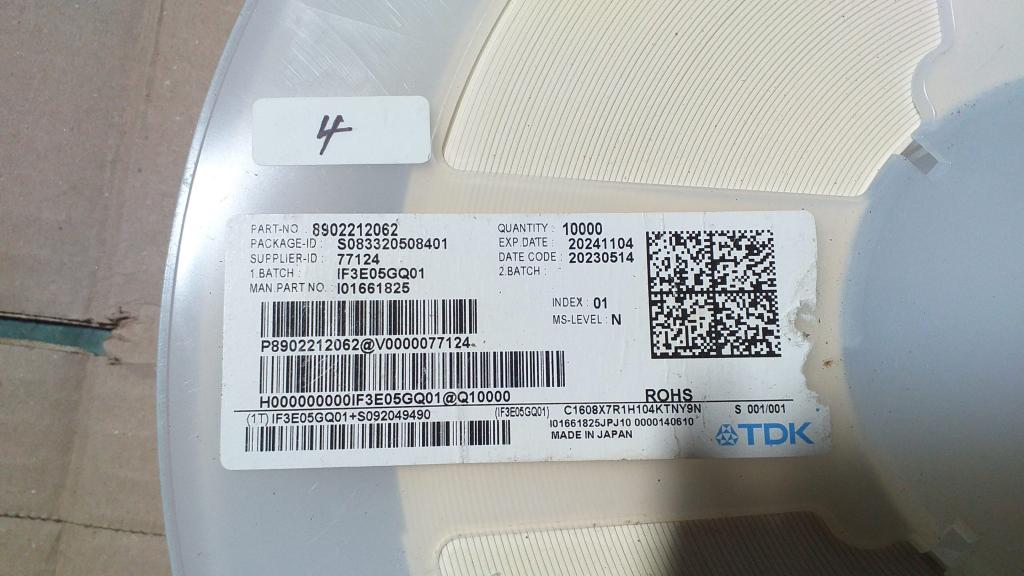 4
PART-NO : 8902212062
PACKAGE-ID : S083320508401
SUPPLIER-ID : 77124
1.BATCH : IF3E05GQ01
MAN.PART NO. : I01661825
QUANTITY : 10000
EXP.DATE : 20241104
DATE CODE : 20230514
2.BATCH :
INDEX : 01
MS-LEVEL : N
P8902212062@V0000077124
H000000000IF3E05GQ01@Q10000
ROHS
(1T) IF3E05GQ01+S092049490
(IF3E05GQ01) C1608X7R1H104KTNY9N S 001/001
I01661825JPJ10 0000140610
MADE IN JAPAN
TDK